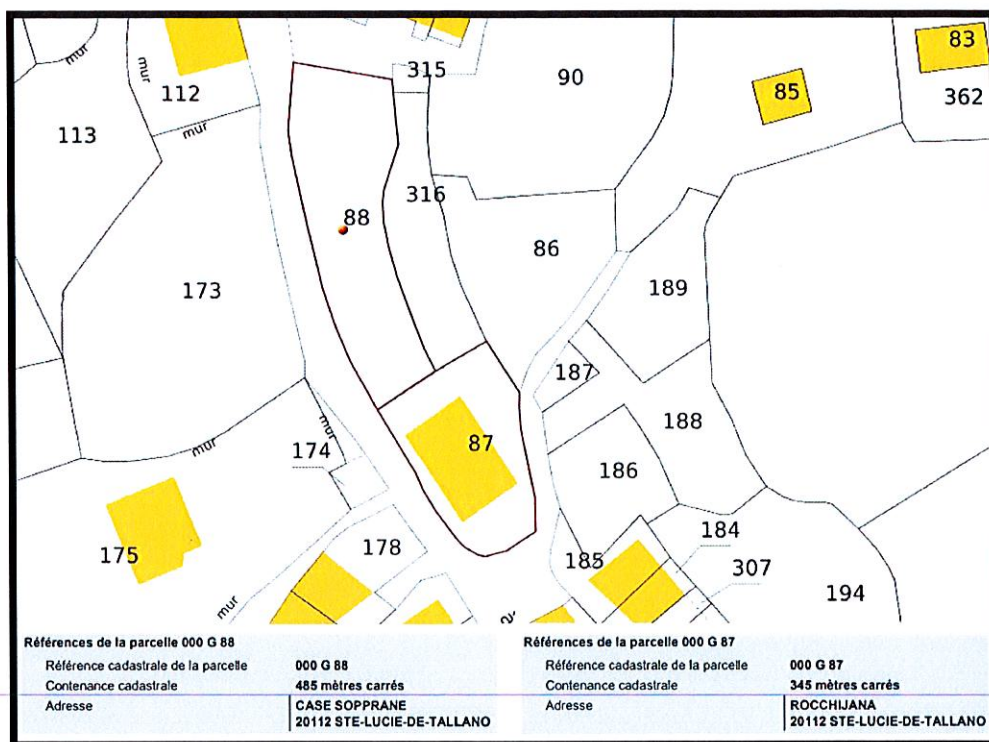 83
315
90
85
mur
mur
112
362
113
mur
316
88
86
173
189
187
188
mur
mur
174
87
186
184
175
178
185
307
194
mur
Références de la parcelle 000 G 88
Référence cadastrale de la parcelle 000 G 88
Contenance cadastrale 485 mètres carrés
Adresse CASE SOPPRANE
20112 STE-LUCIE-DE-TALLANO
Références de la parcelle 000 G 87
Référence cadastrale de la parcelle 000 G 87
Contenance cadastrale 345 mètres carrés
Adresse ROCCHIJANA
20112 STE-LUCIE-DE-TALLANO